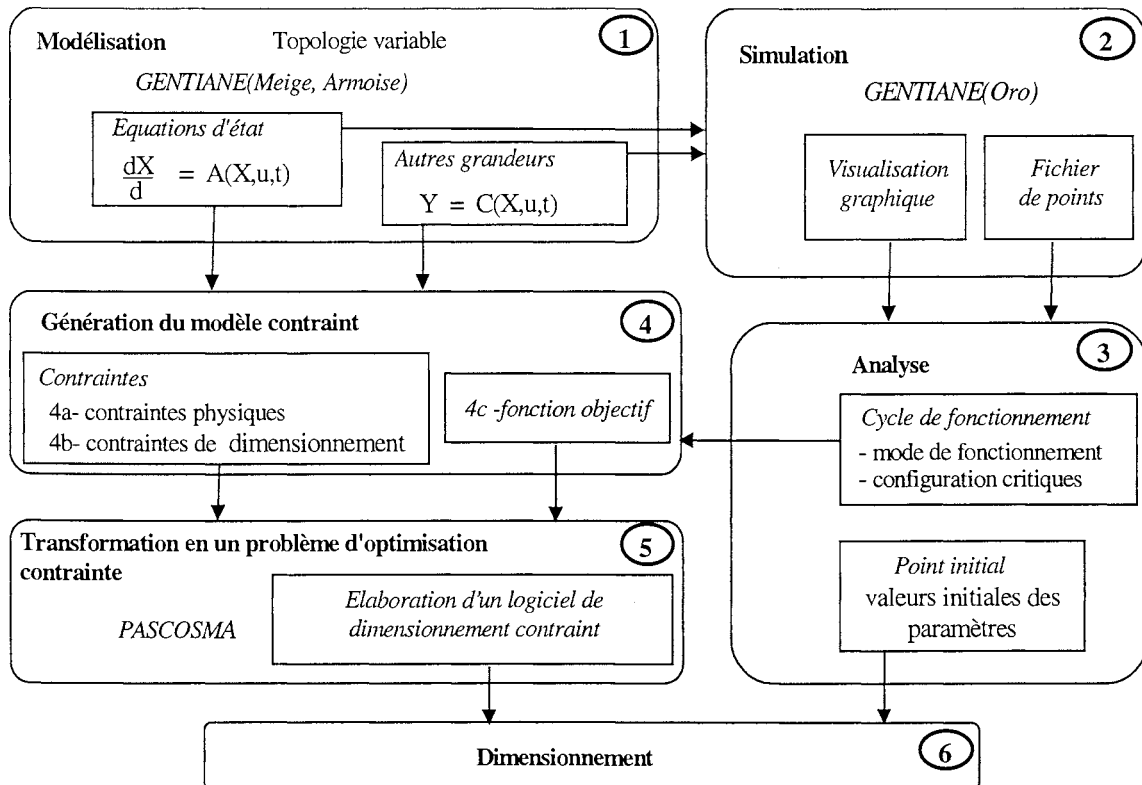 Modélisation Topologie variable 1
GENTIANE(Meige, Armoise)
Equations d'état
dX
d
= A(X,u,t)
Autres grandeurs
Y = C(X,u,t)
2
Simulation
GENTIANE(Oro)
Visualisation
graphique
Fichier
de points
3
Analyse
Cycle de fonctionnement
- mode de fonctionnement
- configuration critiques
Point initial
valeurs initiales des
paramètres
Génération du modèle contraint 4
Contraintes
4a- contraintes physiques
4b- contraintes de dimensionnement
4c -fonction objectif
Transformation en un problème d'optimisation 5
contrainte
PASCOSMA
Elaboration d'un logiciel de
dimensionnement contraint
Dimensionnement 6